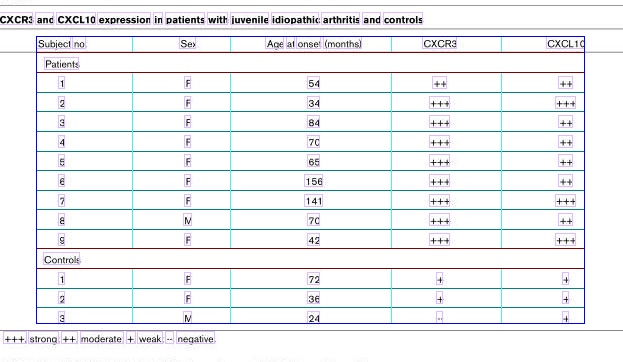 CXCR3 and CXCL10 expression in patients with juvenile idiopathic arthritis and controls
Subject no. Sex Age at onset (months) CXCR3 CXCL10
Patients
1 F 54 ++ ++
2 F 34 +++ +++
3 F 84 +++ ++
4 F 70 +++ ++
5 F 65 +++ ++
6 F 156 +++ ++
7 F 141 +++ +++
8 M 70 +++ ++
9 F 42 +++ +++
Controls
1 F 72 + +
2 F 36 + +
3 M 24 -- +
+++, strong; ++, moderate; +, weak; --, negative.